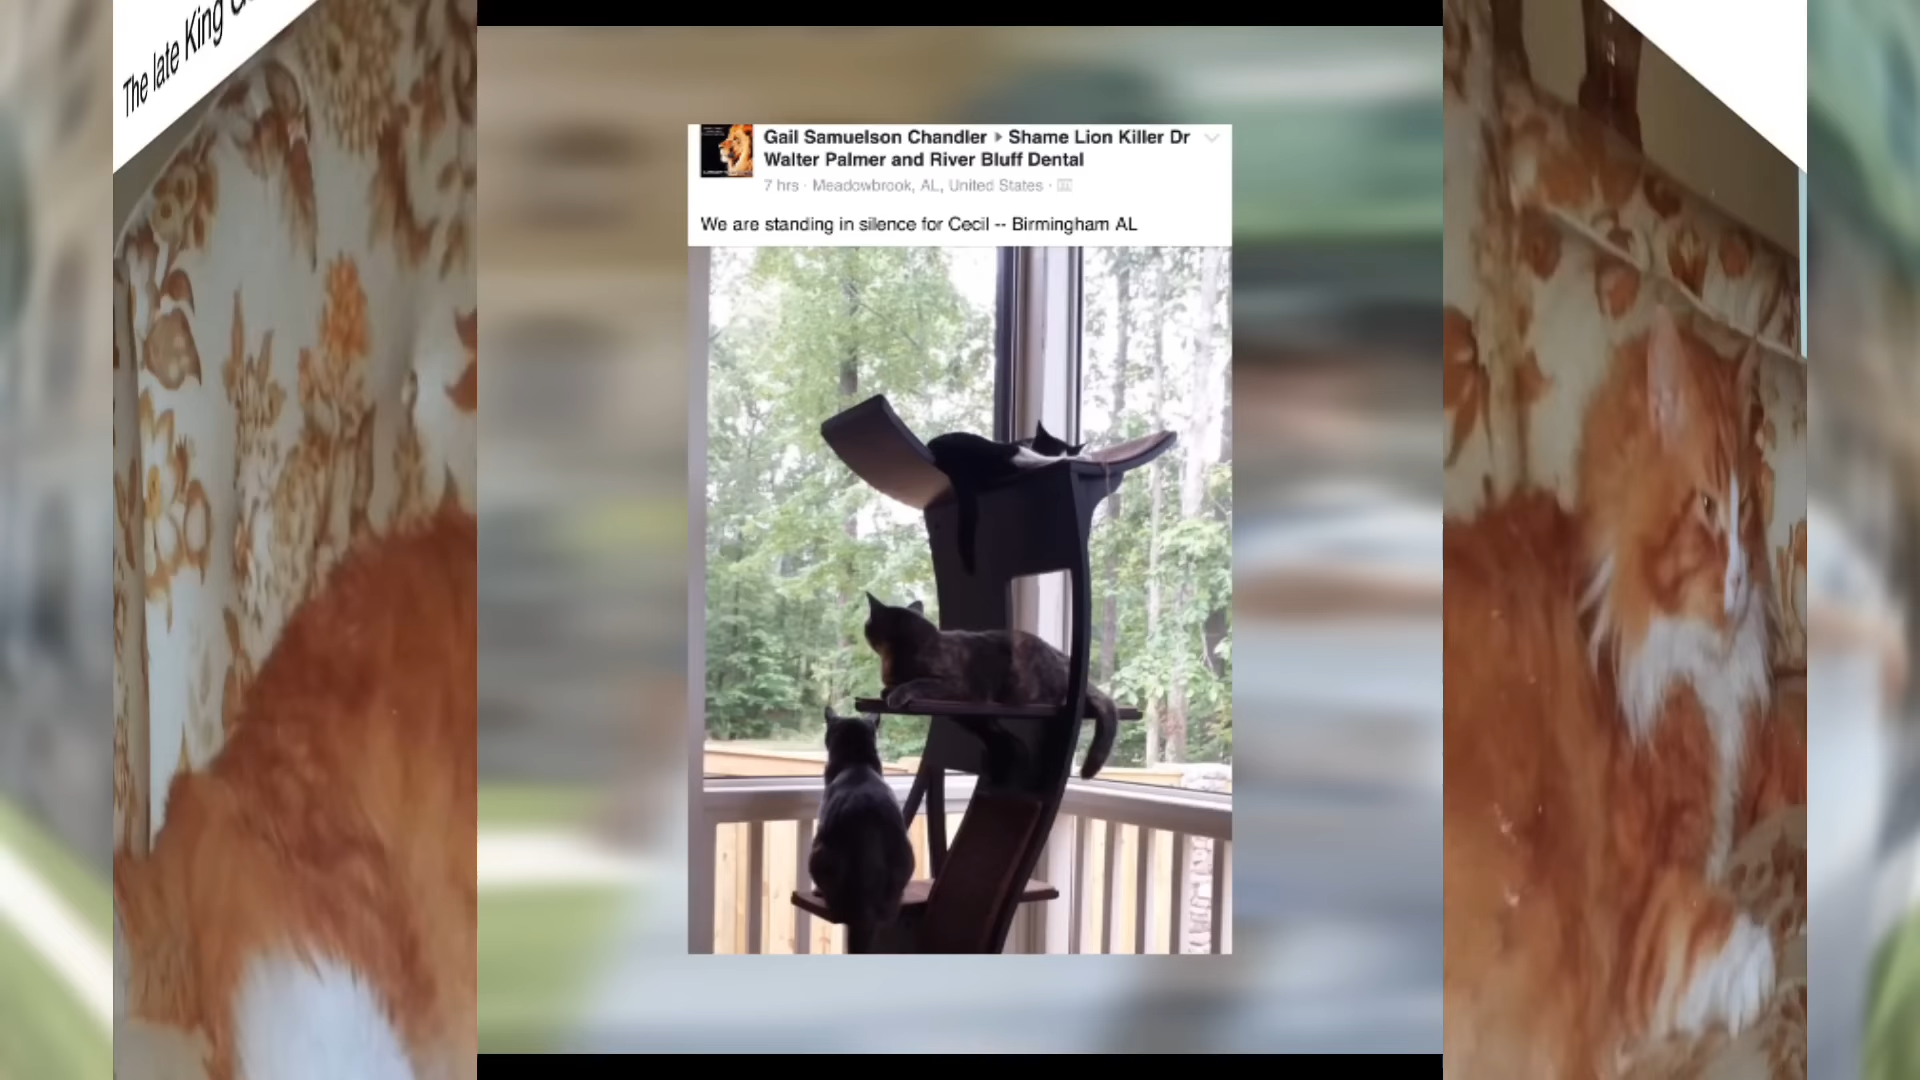 The late King
Gail Samuelson Chandler ▸ Shame Lion Killer Dr
Walter Palmer and River Bluff Dental
7 hrs · Meadowbrook, AL, United States ·
We are standing in silence for Cecil -- Birmingham AL